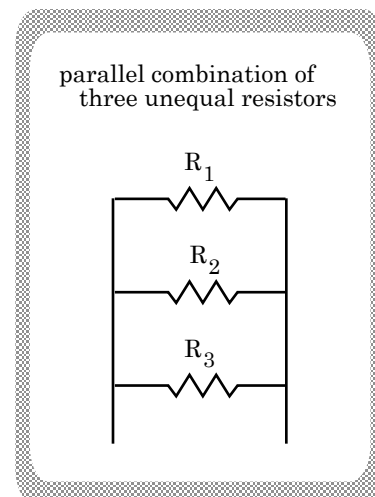 parallel combination of
three unequal resistors
R1
R2
R3